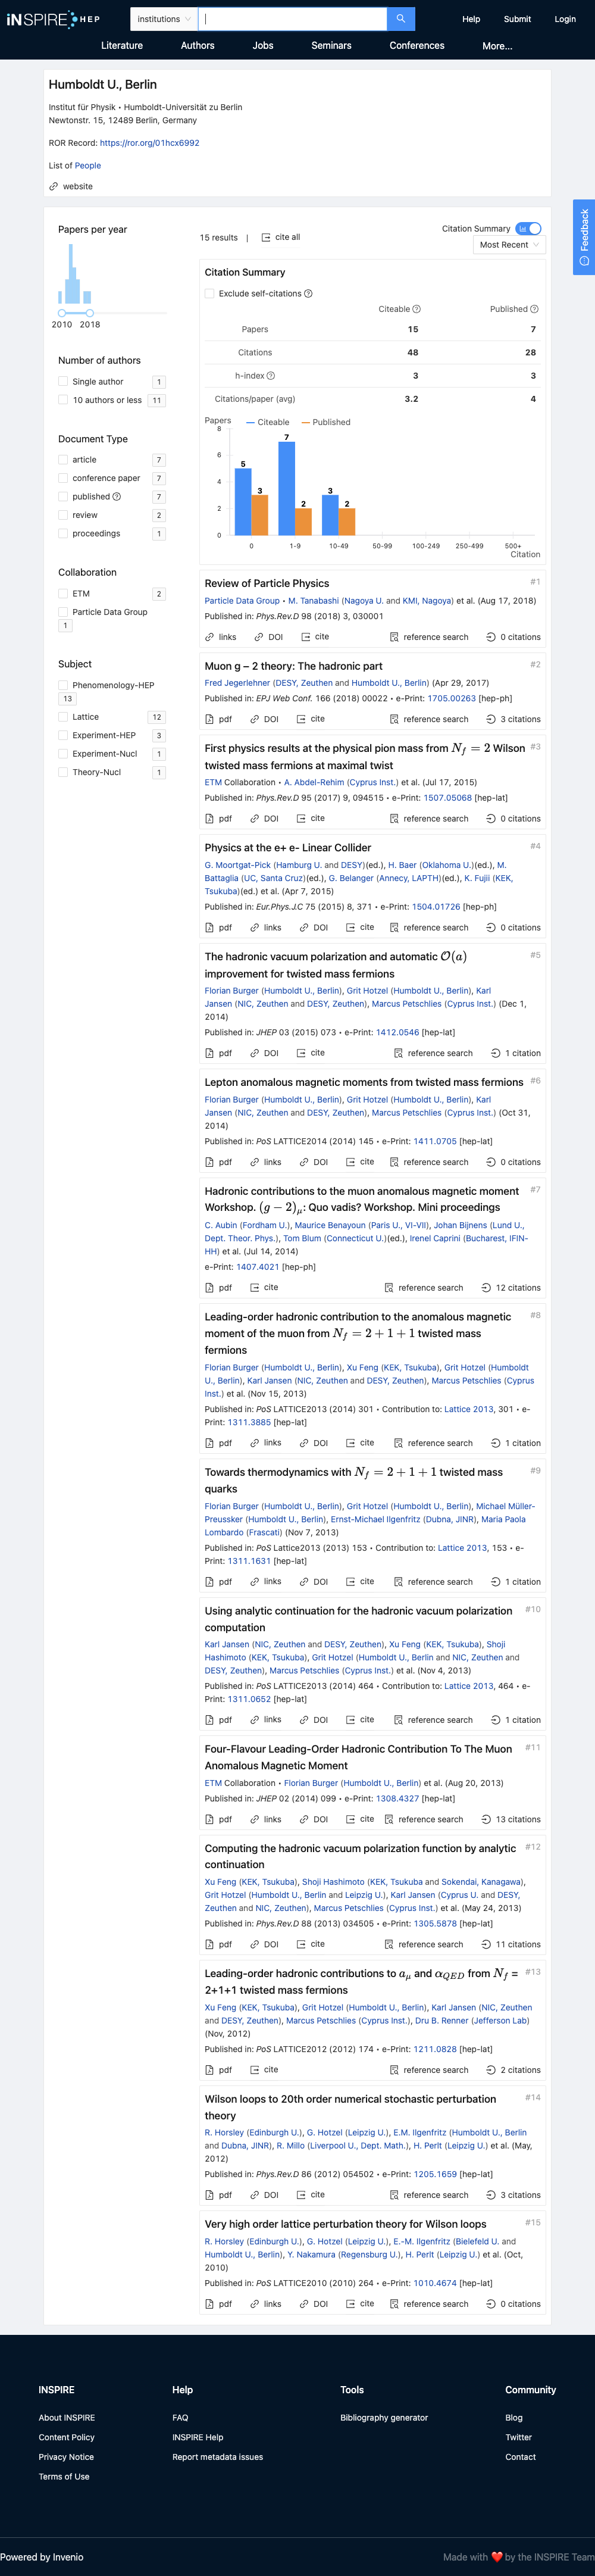 iNSPIRE HEP
institutions
Help
Submit
Login
Literature
Authors
Jobs
Seminars
Conferences
More...
Humboldt U., Berlin
Institut für Physik • Humboldt-Universität zu Berlin
Newtonstr. 15, 12489 Berlin, Germany
ROR Record: https://ror.org/01hcx6992
List of People
website
Feedback
Papers per year
2010 2018
Number of authors
Single author 1
10 authors or less 11
Document Type
article 7
conference paper 7
published 7
review 2
proceedings 1
Collaboration
ETM 2
Particle Data Group
1
Subject
Phenomenology-HEP
13
Lattice 12
Experiment-HEP 3
Experiment-Nucl 1
Theory-Nucl 1
15 results | cite all
Citation Summary
Most Recent
Citation Summary
Exclude self-citations
Citeable Published
Papers 15 7
Citations 48 28
h-index 3 3
Citations/paper (avg) 3.2 4
Papers
Citeable Published
8
6
4
2
0
5 3 7 2 3 2
0 1-9 10-49 50-99 100-249 250-499 500+
Citation
Review of Particle Physics #1
Particle Data Group • M. Tanabashi (Nagoya U. and KMI, Nagoya) et al. (Aug 17, 2018)
Published in: Phys.Rev.D 98 (2018) 3, 030001
links DOI cite reference search 0 citations
Muon g − 2 theory: The hadronic part #2
Fred Jegerlehner (DESY, Zeuthen and Humboldt U., Berlin) (Apr 29, 2017)
Published in: EPJ Web Conf. 166 (2018) 00022 • e-Print: 1705.00263 [hep-ph]
pdf DOI cite reference search 3 citations
First physics results at the physical pion mass from N_f = 2 Wilson #3
twisted mass fermions at maximal twist
ETM Collaboration • A. Abdel-Rehim (Cyprus Inst.) et al. (Jul 17, 2015)
Published in: Phys.Rev.D 95 (2017) 9, 094515 • e-Print: 1507.05068 [hep-lat]
pdf DOI cite reference search 0 citations
Physics at the e+ e- Linear Collider #4
G. Moortgat-Pick (Hamburg U. and DESY)(ed.), H. Baer (Oklahoma U.)(ed.), M.
Battaglia (UC, Santa Cruz)(ed.), G. Belanger (Annecy, LAPTH)(ed.), K. Fujii (KEK,
Tsukuba)(ed.) et al. (Apr 7, 2015)
Published in: Eur.Phys.J.C 75 (2015) 8, 371 • e-Print: 1504.01726 [hep-ph]
pdf links DOI cite reference search 0 citations
The hadronic vacuum polarization and automatic O(a) #5
improvement for twisted mass fermions
Florian Burger (Humboldt U., Berlin), Grit Hotzel (Humboldt U., Berlin), Karl
Jansen (NIC, Zeuthen and DESY, Zeuthen), Marcus Petschlies (Cyprus Inst.) (Dec 1,
2014)
Published in: JHEP 03 (2015) 073 • e-Print: 1412.0546 [hep-lat]
pdf links DOI cite reference search 1 citation
Lepton anomalous magnetic moments from twisted mass fermions #6
Florian Burger (Humboldt U., Berlin), Grit Hotzel (Humboldt U., Berlin), Karl
Jansen (NIC, Zeuthen and DESY, Zeuthen), Marcus Petschlies (Cyprus Inst.) (Oct 31,
2014)
Published in: PoS LATTICE2014 (2014) 145 • e-Print: 1411.0705 [hep-lat]
pdf links DOI cite reference search 0 citations
Hadronic contributions to the muon anomalous magnetic moment #7
Workshop. (g − 2)_μ: Quo vadis? Workshop. Mini proceedings
C. Aubin (Fordham U.), Maurice Benayoun (Paris U., VI-VII), Johan Bijnens (Lund U.,
Dept. Theor. Phys.), Tom Blum (Connecticut U.)(ed.), Irenel Caprini (Bucharest, IFIN-
HH) et al. (Jul 14, 2014)
e-Print: 1407.4021 [hep-ph]
pdf cite reference search 12 citations
Leading-order hadronic contribution to the anomalous magnetic #8
moment of the muon from N_f = 2 + 1 + 1 twisted mass
fermions
Florian Burger (Humboldt U., Berlin), Xu Feng (KEK, Tsukuba), Grit Hotzel (Humboldt
U., Berlin), Karl Jansen (NIC, Zeuthen and DESY, Zeuthen), Marcus Petschlies (Cyprus
Inst.) et al. (Nov 15, 2013)
Published in: PoS LATTICE2013 (2014) 301 • Contribution to: Lattice 2013, 301 • e-
Print: 1311.3885 [hep-lat]
pdf links DOI cite reference search 1 citation
Towards thermodynamics with N_f = 2 + 1 + 1 twisted mass #9
quarks
Florian Burger (Humboldt U., Berlin), Grit Hotzel (Humboldt U., Berlin), Michael Müller-
Preussker (Humboldt U., Berlin), Ernst-Michael Ilgenfritz (Dubna, JINR), Maria Paola
Lombardo (Frascati) (Nov 7, 2013)
Published in: PoS Lattice2013 (2013) 153 • Contribution to: Lattice 2013, 153 • e-
Print: 1311.1631 [hep-lat]
pdf links DOI cite reference search 1 citation
Using analytic continuation for the hadronic vacuum polarization #10
computation
Karl Jansen (NIC, Zeuthen and DESY, Zeuthen), Xu Feng (KEK, Tsukuba), Shoji
Hashimoto (KEK, Tsukuba), Grit Hotzel (Humboldt U., Berlin and NIC, Zeuthen and
DESY, Zeuthen), Marcus Petschlies (Cyprus Inst.) et al. (Nov 4, 2013)
Published in: PoS LATTICE2013 (2014) 464 • Contribution to: Lattice 2013, 464 • e-
Print: 1311.0652 [hep-lat]
pdf links DOI cite reference search 1 citation
Four-Flavour Leading-Order Hadronic Contribution To The Muon #11
Anomalous Magnetic Moment
ETM Collaboration • Florian Burger (Humboldt U., Berlin) et al. (Aug 20, 2013)
Published in: JHEP 02 (2014) 099 • e-Print: 1308.4327 [hep-lat]
pdf links DOI cite reference search 13 citations
Computing the hadronic vacuum polarization function by analytic #12
continuation
Xu Feng (KEK, Tsukuba), Shoji Hashimoto (KEK, Tsukuba and Sokendai, Kanagawa),
Grit Hotzel (Humboldt U., Berlin and Leipzig U.), Karl Jansen (Cyprus U. and DESY,
Zeuthen and NIC, Zeuthen), Marcus Petschlies (Cyprus Inst.) et al. (May 24, 2013)
Published in: Phys.Rev.D 88 (2013) 034505 • e-Print: 1305.5878 [hep-lat]
pdf DOI cite reference search 11 citations
Leading-order hadronic contributions to a_μ and α_QED from N_f = #13
2+1+1 twisted mass fermions
Xu Feng (KEK, Tsukuba), Grit Hotzel (Humboldt U., Berlin), Karl Jansen (NIC, Zeuthen
and DESY, Zeuthen), Marcus Petschlies (Cyprus Inst.), Dru B. Renner (Jefferson Lab)
(Nov, 2012)
Published in: PoS LATTICE2012 (2012) 174 • e-Print: 1211.0828 [hep-lat]
pdf cite reference search 2 citations
Wilson loops to 20th order numerical stochastic perturbation #14
theory
R. Horsley (Edinburgh U.), G. Hotzel (Leipzig U.), E.M. Ilgenfritz (Humboldt U., Berlin
and Dubna, JINR), R. Millo (Liverpool U., Dept. Math.), H. Perlt (Leipzig U.) et al. (May,
2012)
Published in: Phys.Rev.D 86 (2012) 054502 • e-Print: 1205.1659 [hep-lat]
pdf DOI cite reference search 3 citations
Very high order lattice perturbation theory for Wilson loops #15
R. Horsley (Edinburgh U.), G. Hotzel (Leipzig U.), E.-M. Ilgenfritz (Bielefeld U. and
Humboldt U., Berlin), Y. Nakamura (Regensburg U.), H. Perlt (Leipzig U.) et al. (Oct,
2010)
Published in: PoS LATTICE2010 (2010) 264 • e-Print: 1010.4674 [hep-lat]
pdf links DOI cite reference search 0 citations
INSPIRE
About INSPIRE
Content Policy
Privacy Notice
Terms of Use
Help
FAQ
INSPIRE Help
Report metadata issues
Tools
Bibliography generator
Community
Blog
Twitter
Contact
Powered by Invenio
Made with ❤ by the INSPIRE Team